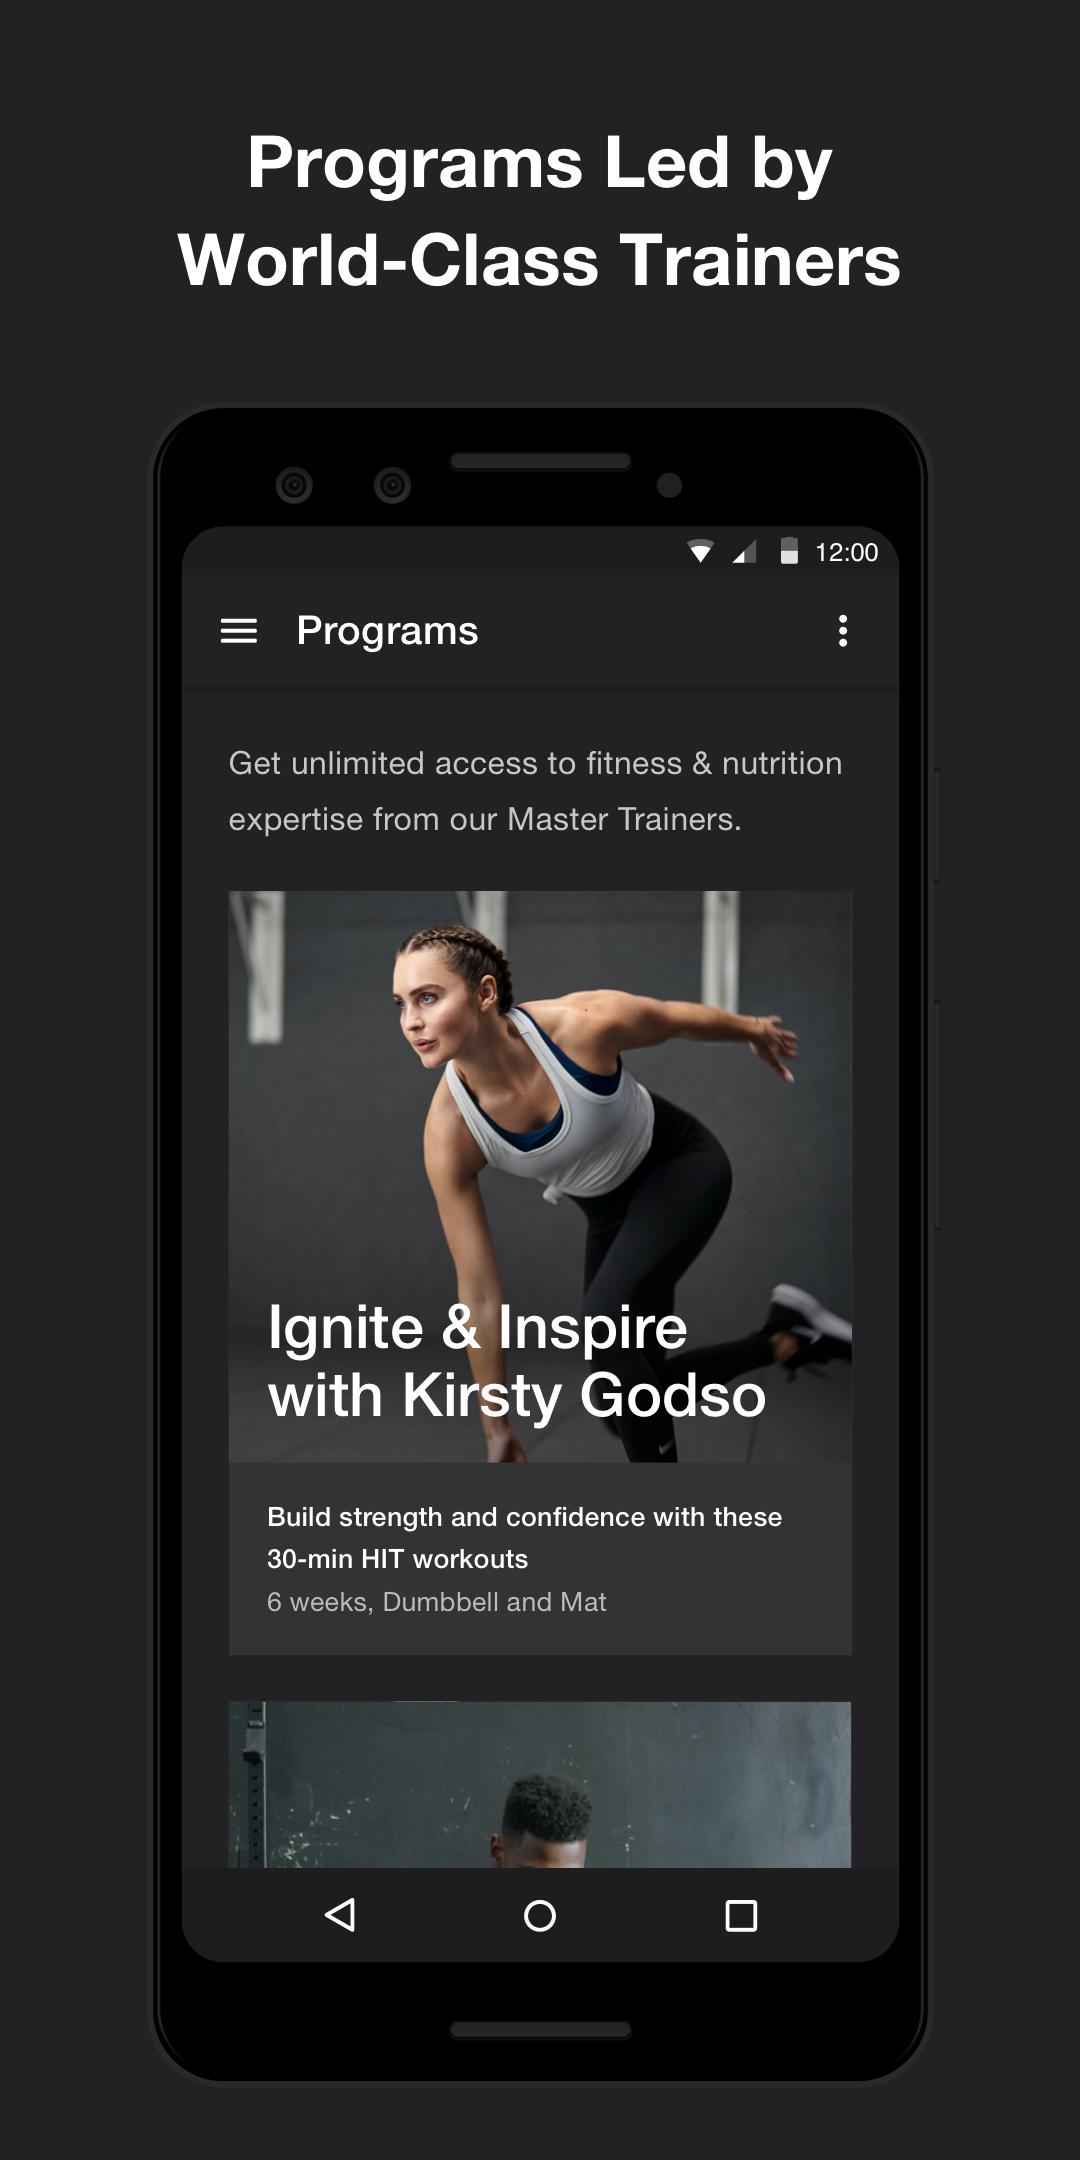 Programs Led by
World-Class Trainers
12:00
Programs
Get unlimited access to fitness & nutrition
expertise from our Master Trainers.
Ignite & Inspire
with Kirsty Godso
Build strength and confidence with these
30-min HIT workouts
6 weeks, Dumbbell and Mat